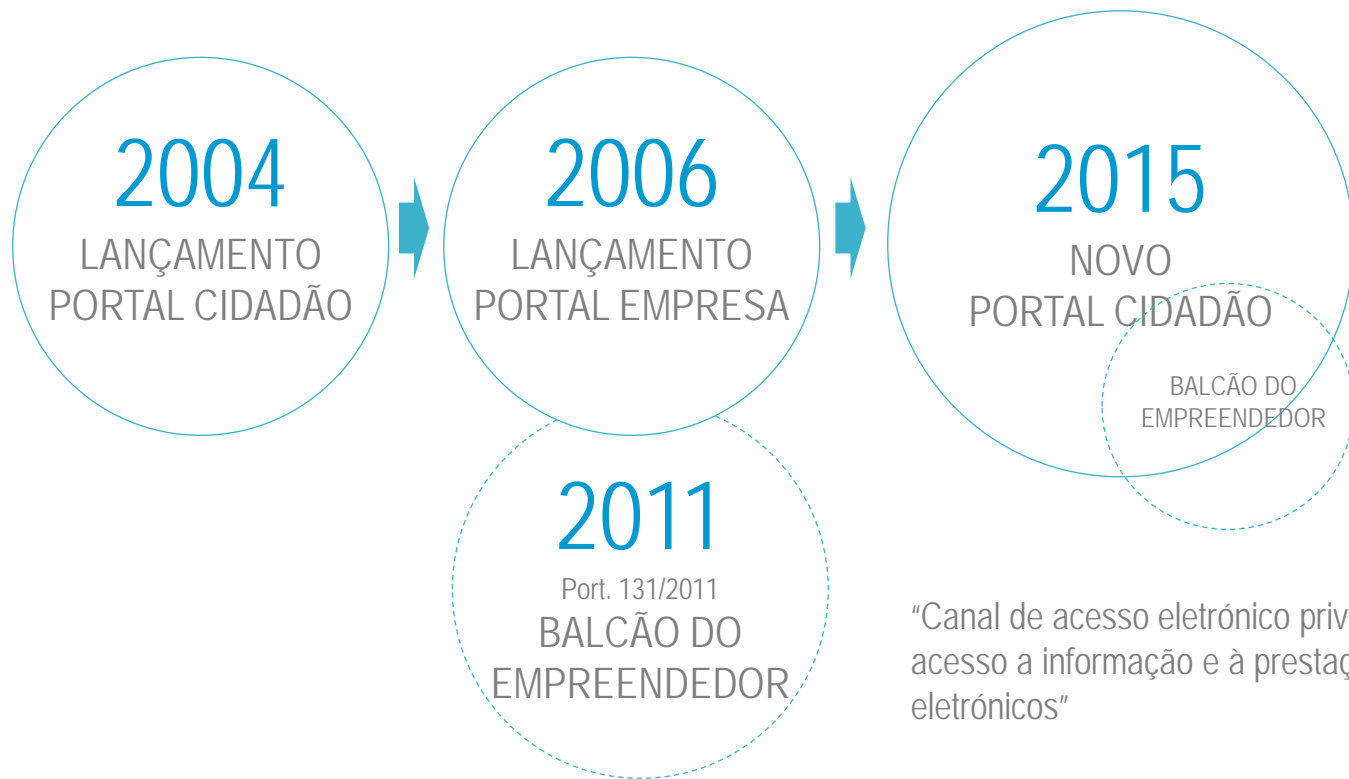 2004
LANÇAMENTO
PORTAL CIDADÃO
2006
LANÇAMENTO
PORTAL EMPRESA
2011
Port. 131/2011
BALCÃO DO
EMPREENDEDOR
2015
NOVO
PORTAL CIDADÃO
BALCÃO DO
EMPREENDEDOR
“Canal de acesso eletrónico
acesso a informação e à
eletrónicos”